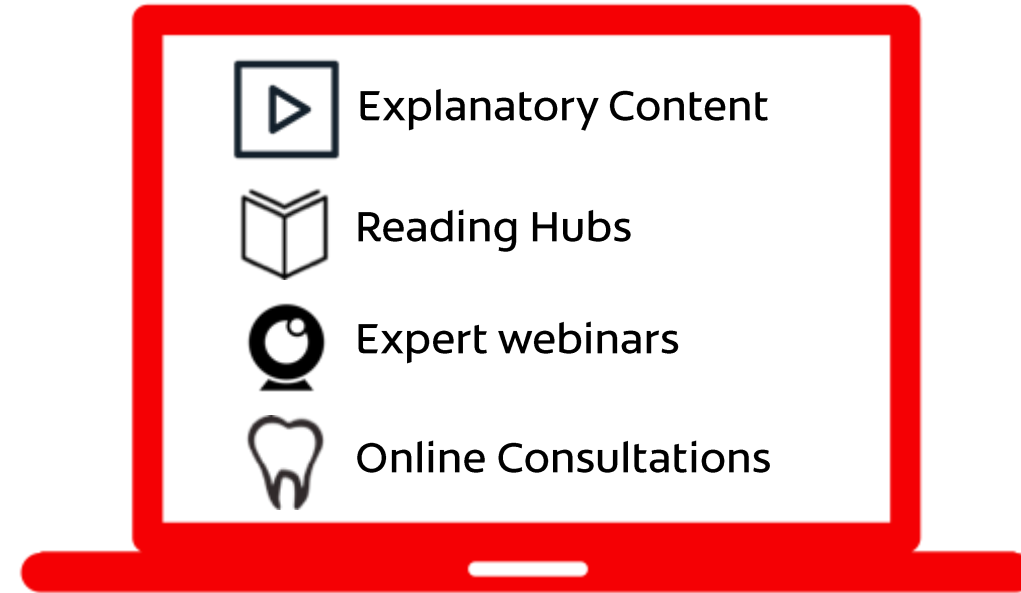 Explanatory Content
Reading Hubs
Expert webinars
Online Consultations